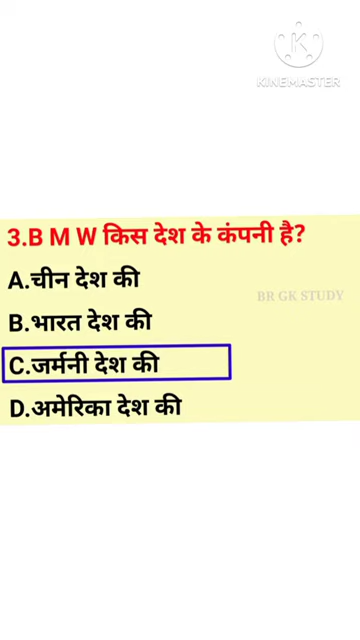 KINEMASTER
3.B M W किस देश के कंपनी है?
A.चीन देश की
BR GK STUDY
B.भारत देश की
C.जर्मनी देश की
D.अमेरिका देश की